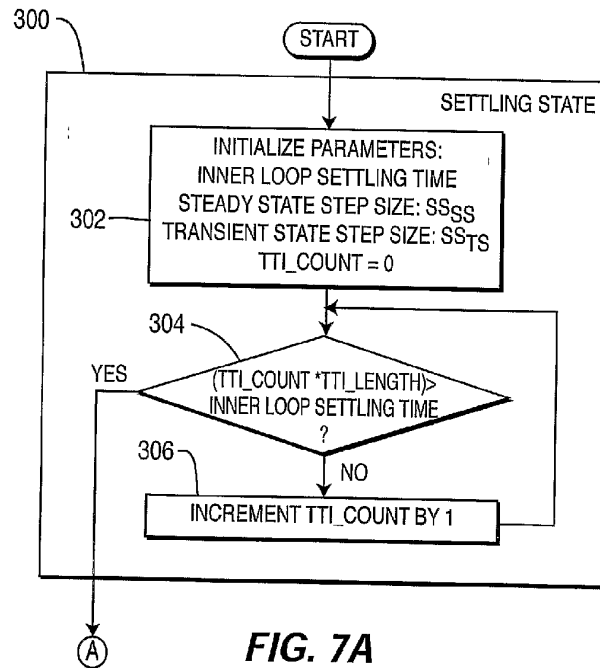 300
START
SETTLING STATE
302
INITIALIZE PARAMETERS:
INNER LOOP SETTLING TIME
STEADY STATE STEP SIZE: SSSS
TRANSIENT STATE STEP SIZE: SSTS
TTI_COUNT = 0
304
YES
(TTI_COUNT *TTI_LENGTH)>
INNER LOOP SETTLING TIME
?
NO
306
INCREMENT TTI_COUNT BY 1
A
FIG. 7A